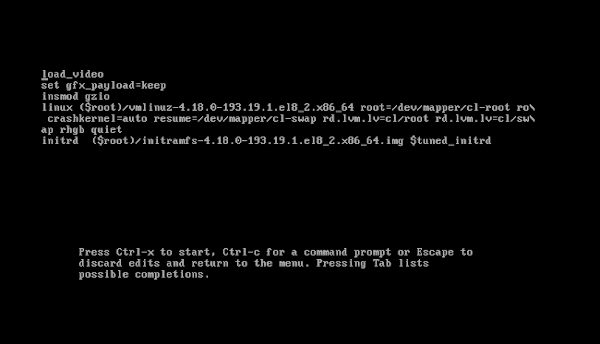 load_video
set gfx_payload=keep
insmod gzio
linux ($root)/vmlinuz-4.18.0-193.19.1.el8_2.x86_64 root=/dev/mapper/cl-root ro\
 crashkernel=auto resume=/dev/mapper/cl-swap rd.lvm.lv=cl/root rd.lvm.lv=cl/sw\
ap rhgb quiet
initrd  ($root)/initramfs-4.18.0-193.19.1.el8_2.x86_64.img $tuned_initrd
Press Ctrl-x to start, Ctrl-c for a command prompt or Escape to
discard edits and return to the menu. Pressing Tab lists
possible completions.